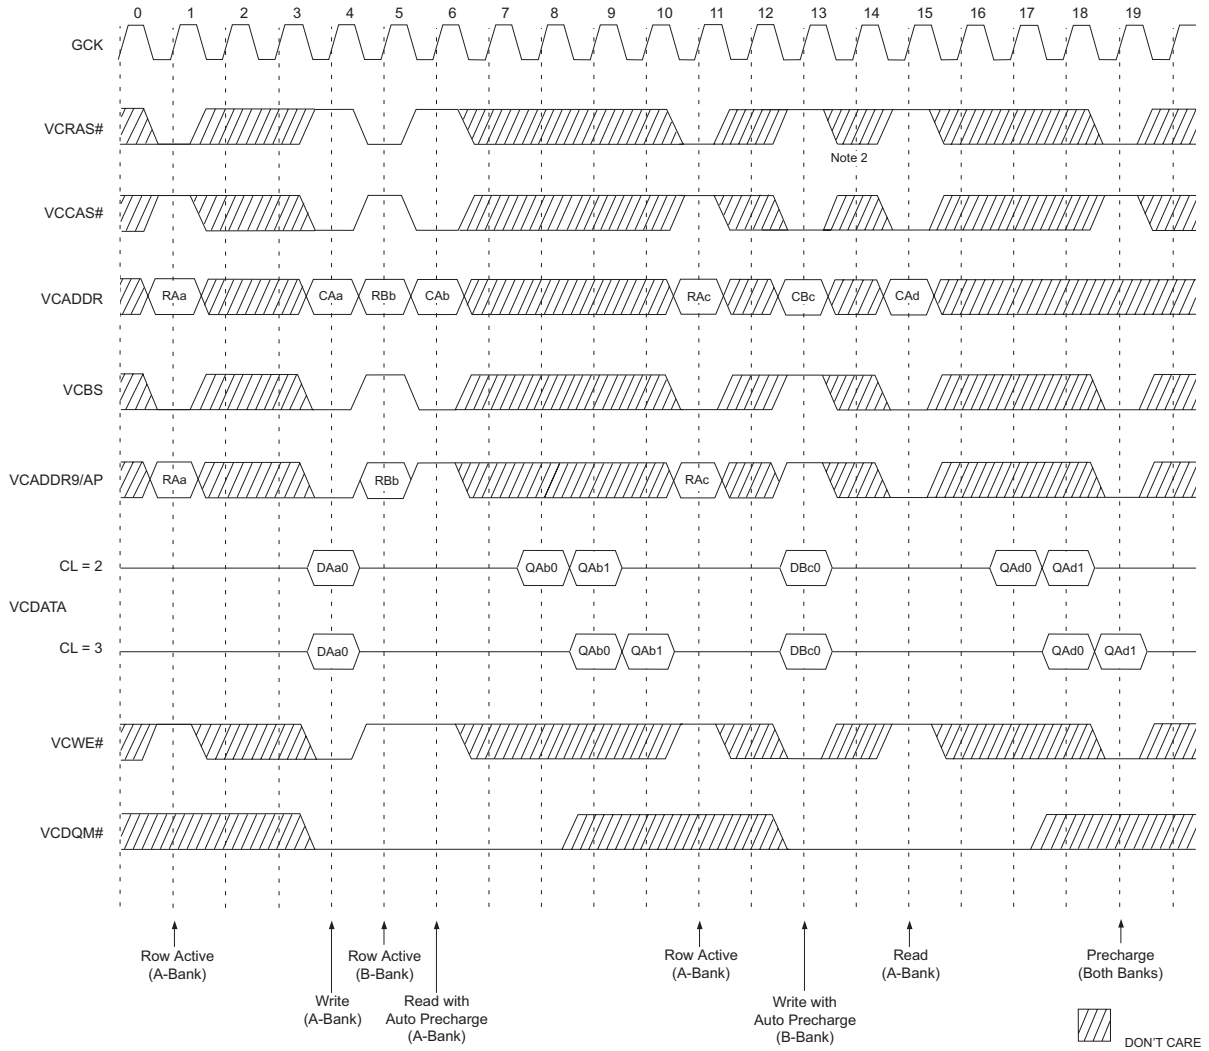 0 1 2 3 4 5 6 7 8 9 10 11 12 13 14 15 16 17 18 19
GCK
VCRAS#
Note 2
VCCAS#
VCADDR RAa CAa RBb CAb RAc CBc CAd
VCBS
VCADDR9/AP RAa RBb RAc
CL = 2 DAa0 QAb0 QAb1 DBc0 QAd0 QAd1
VCDATA
CL = 3 DAa0 QAb0 QAb1 DBc0 QAd0 QAd1
VCWE#
VCDQM#
Row Active
(A-Bank)
Write
(A-Bank)
Row Active
(B-Bank)
Read with
Auto Precharge
(A-Bank)
Row Active
(A-Bank)
Write with
Auto Precharge
(B-Bank)
Read
(A-Bank)
Precharge
(Both Banks)
DON'T CARE